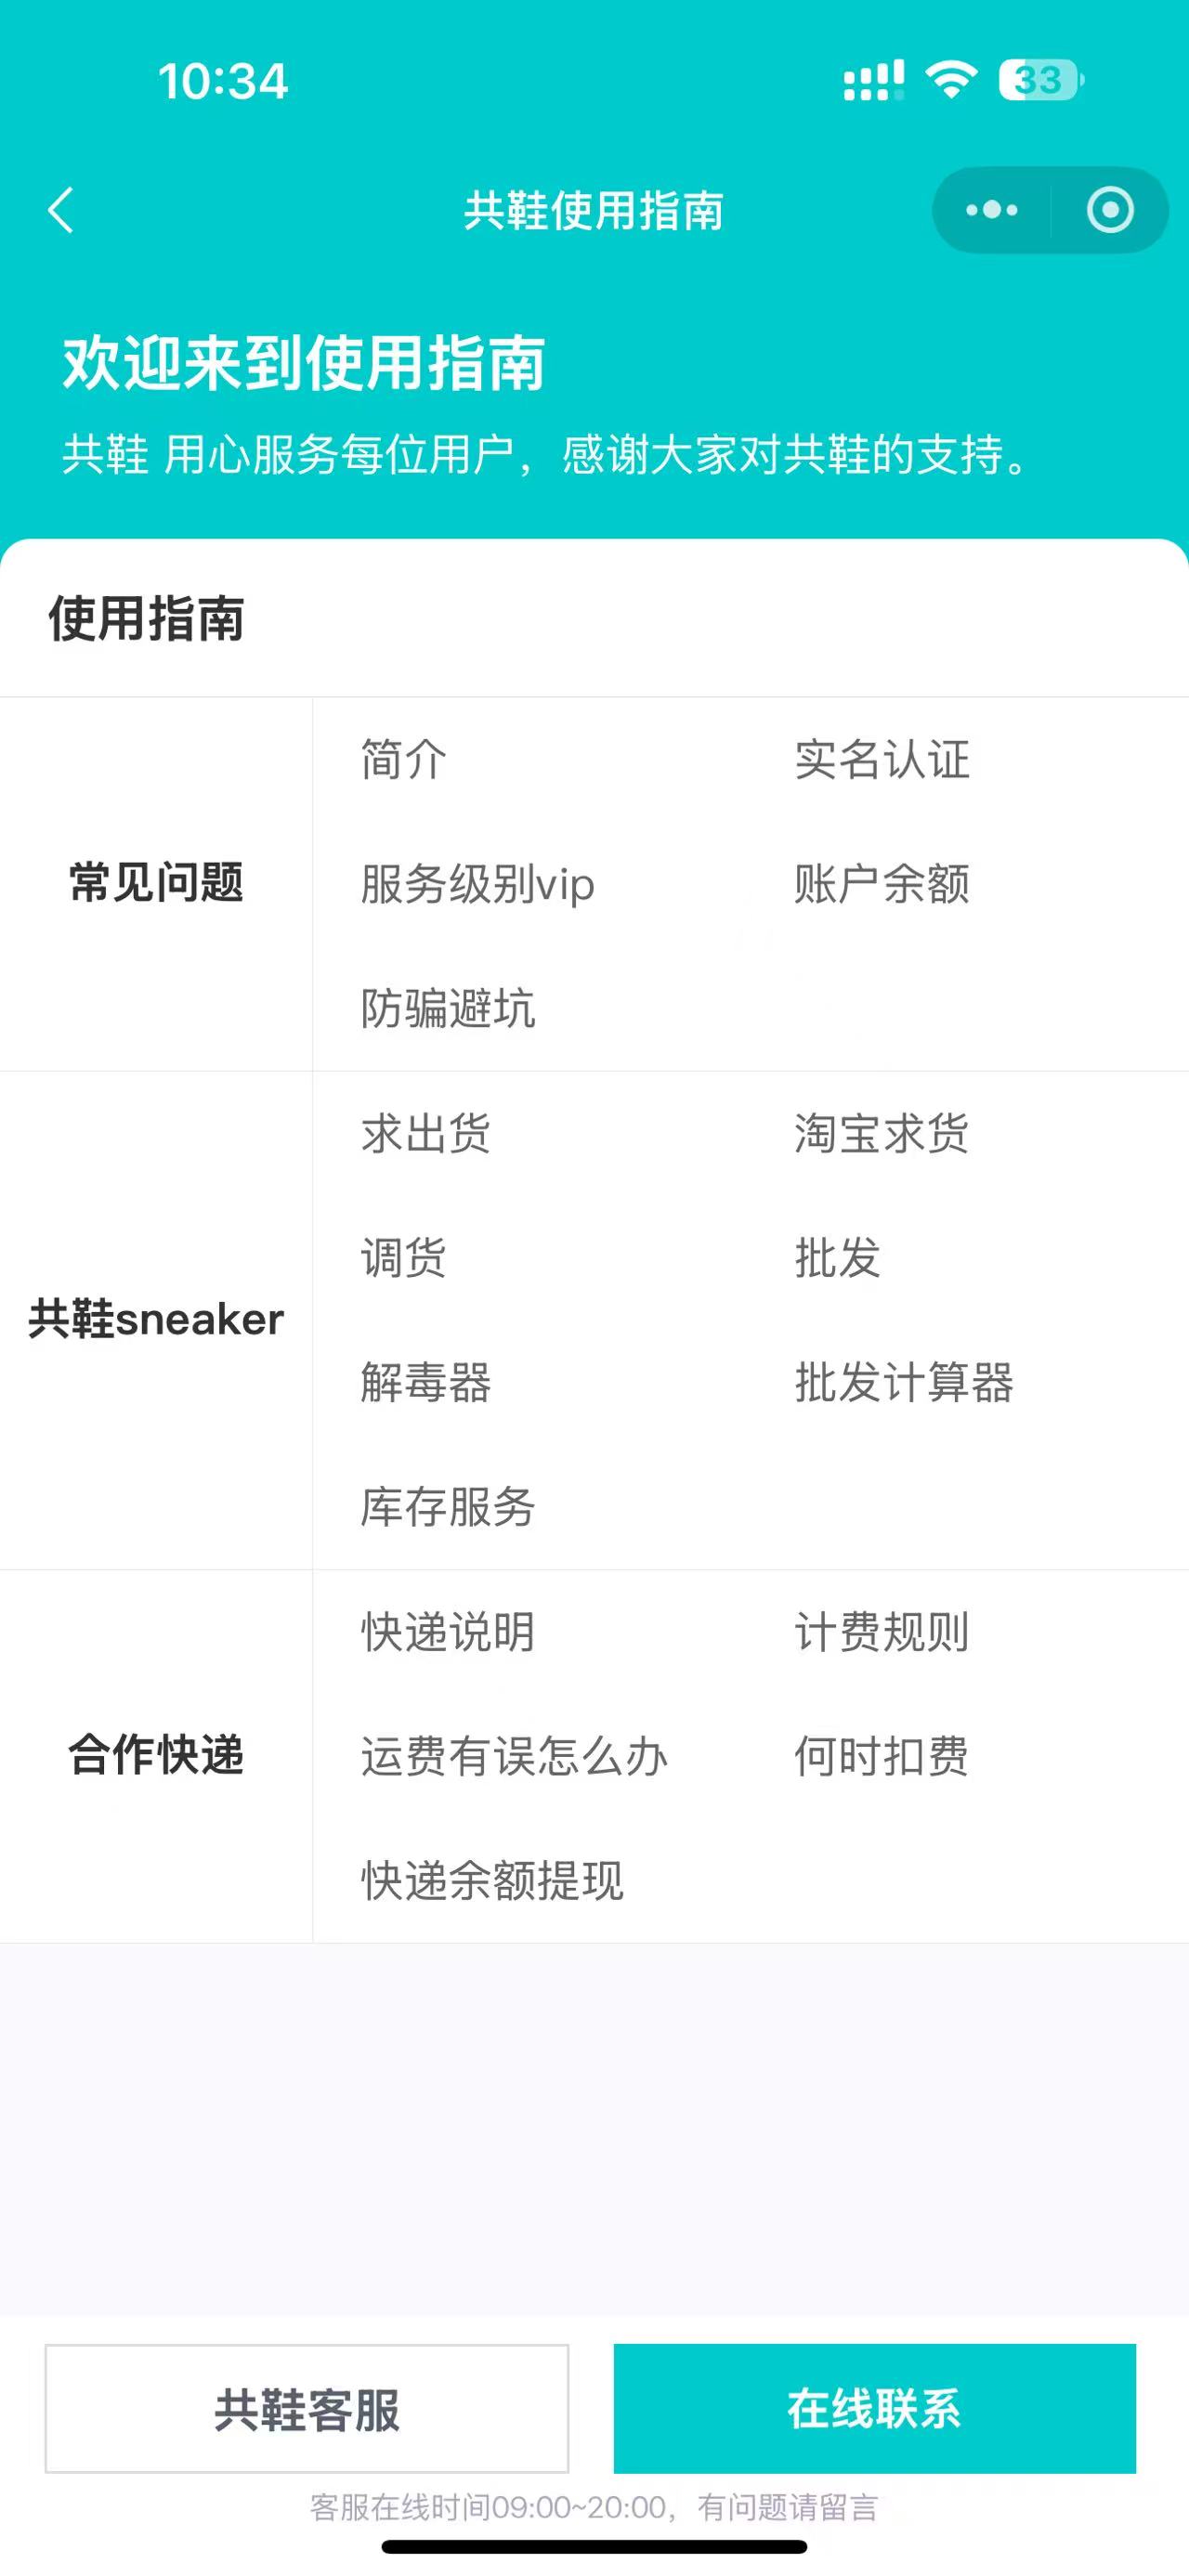 10:34
33
共鞋使用指南
欢迎来到使用指南
共鞋 用心服务每位用户，感谢大家对共鞋的支持。
使用指南
常见问题
简介 实名认证
服务级别vip 账户余额
防骗避坑
共鞋sneaker
求出货 淘宝求货
调货 批发
解毒器 批发计算器
库存服务
合作快递
快递说明 计费规则
运费有误怎么办 何时扣费
快递余额提现
共鞋客服 在线联系
客服在线时间09:00~20:00，有问题请留言